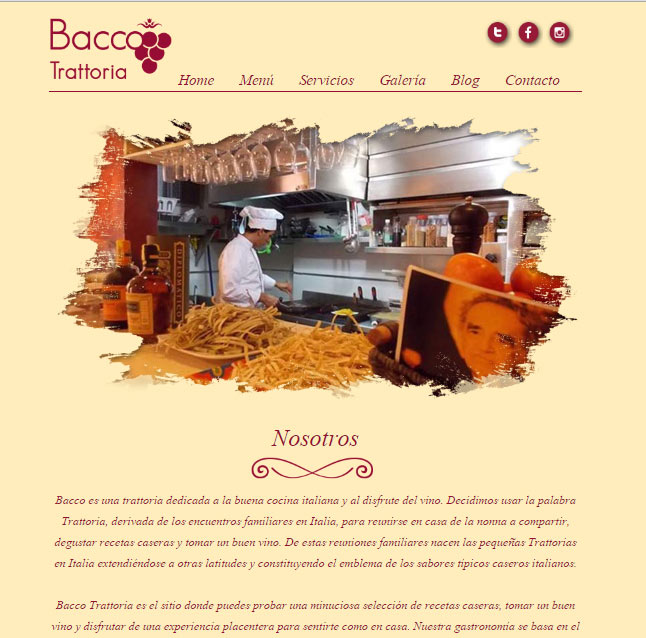 Bacco
Trattoria
Home Menú Servicios Galería Blog Contacto
Nosotros
Bacco es una trattoria dedicada a la buena cocina italiana y al disfrute del vino. Decidimos usar la palabra
Trattoria, derivada de los encuentros familiares en Italia, para reunirse en casa de la nonna a compartir,
degustar recetas caseras y tomar un buen vino. De estas reuniones familiares nacen las pequeñas Trattorias
en Italia extendiéndose a otras latitudes y constituyendo el emblema de los sabores típicos caseros italianos.
Bacco Trattoria es el sitio donde puedes probar una minuciosa selección de recetas caseras, tomar un buen
vino y disfrutar de una experiencia placentera para sentirte como en casa. Nuestra gastronomía se basa en el